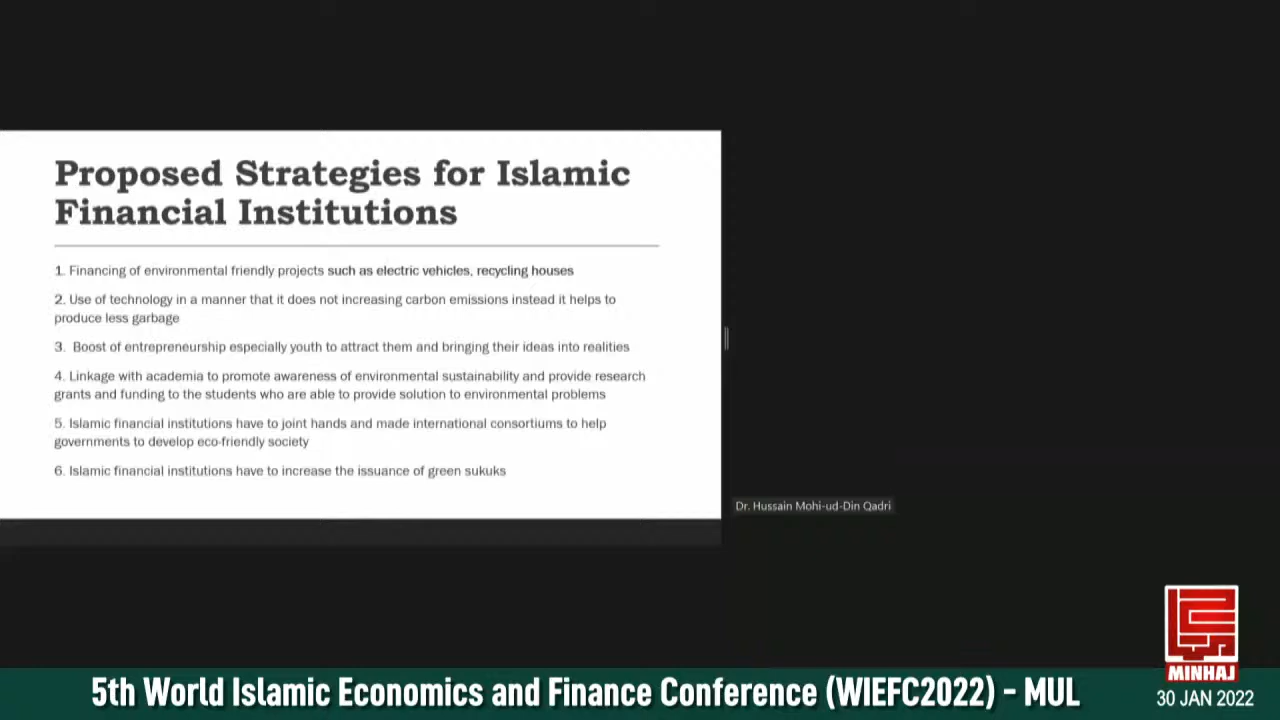 Proposed Strategies for Islamic
Financial Institutions
1. Financing of environmental friendly projects such as electric vehicles, recycling houses
2. Use of technology in a manner that it does not increasing carbon emissions instead it helps to
produce less garbage
3. Boost of entrepreneurship especially youth to attract them and bringing their ideas into realities
4. Linkage with academia to promote awareness of environmental sustainability and provide research
grants and funding to the students who are able to provide solution to environmental problems
5. Islamic financial institutions have to joint hands and made international consortiums to help
governments to develop eco-friendly society
6. Islamic financial institutions have to increase the issuance of green sukuks
Dr. Hussain Mohi-ud-Din Qadri
MINHAJ
5th World Islamic Economics and Finance Conference (WIEFC2022) - MUL
30 JAN 2022